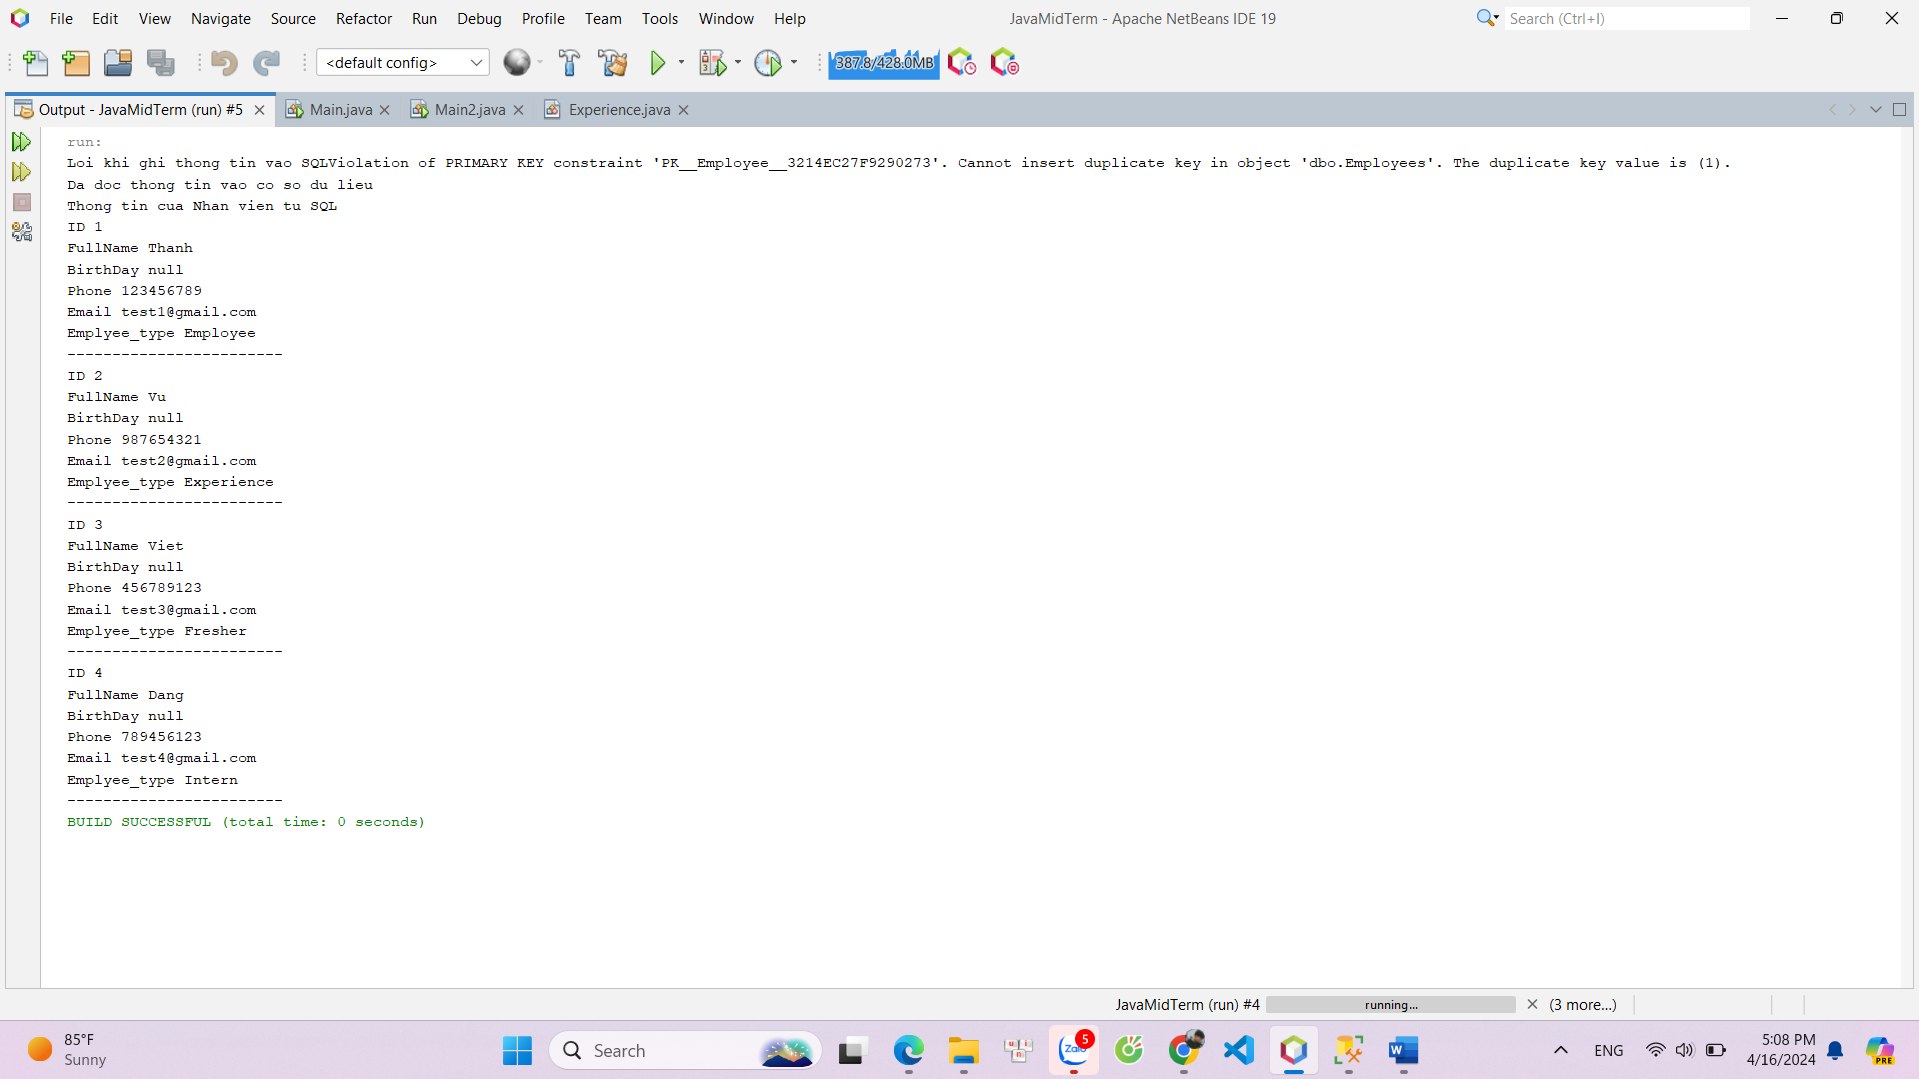 File Edit View Navigate Source Refactor Run Debug Profile Team Tools Window Help
JavaMidTerm - Apache NetBeans IDE 19
Search (Ctrl+I)
<default config>
387.8/428.0MB
Output - JavaMidTerm (run) #5
Main.java
Main2.java
Experience.java
run:
Loi khi ghi thong tin vao SQLViolation of PRIMARY KEY constraint 'PK__Employee__3214EC27F9290273'. Cannot insert duplicate key in object 'dbo.Employees'. The duplicate key value is (1).
Da doc thong tin vao co so du lieu
Thong tin cua Nhan vien tu SQL
ID 1
FullName Thanh
BirthDay null
Phone 123456789
Email test1@gmail.com
Emplyee_type Employee
------------------------
ID 2
FullName Vu
BirthDay null
Phone 987654321
Email test2@gmail.com
Emplyee_type Experience
------------------------
ID 3
FullName Viet
BirthDay null
Phone 456789123
Email test3@gmail.com
Emplyee_type Fresher
------------------------
ID 4
FullName Dang
BirthDay null
Phone 789456123
Email test4@gmail.com
Emplyee_type Intern
------------------------
BUILD SUCCESSFUL (total time: 0 seconds)
JavaMidTerm (run) #4
running...
(3 more...)
85°F
Sunny
Search
Zalo
5
ENG
5:08 PM
4/16/2024
PRE